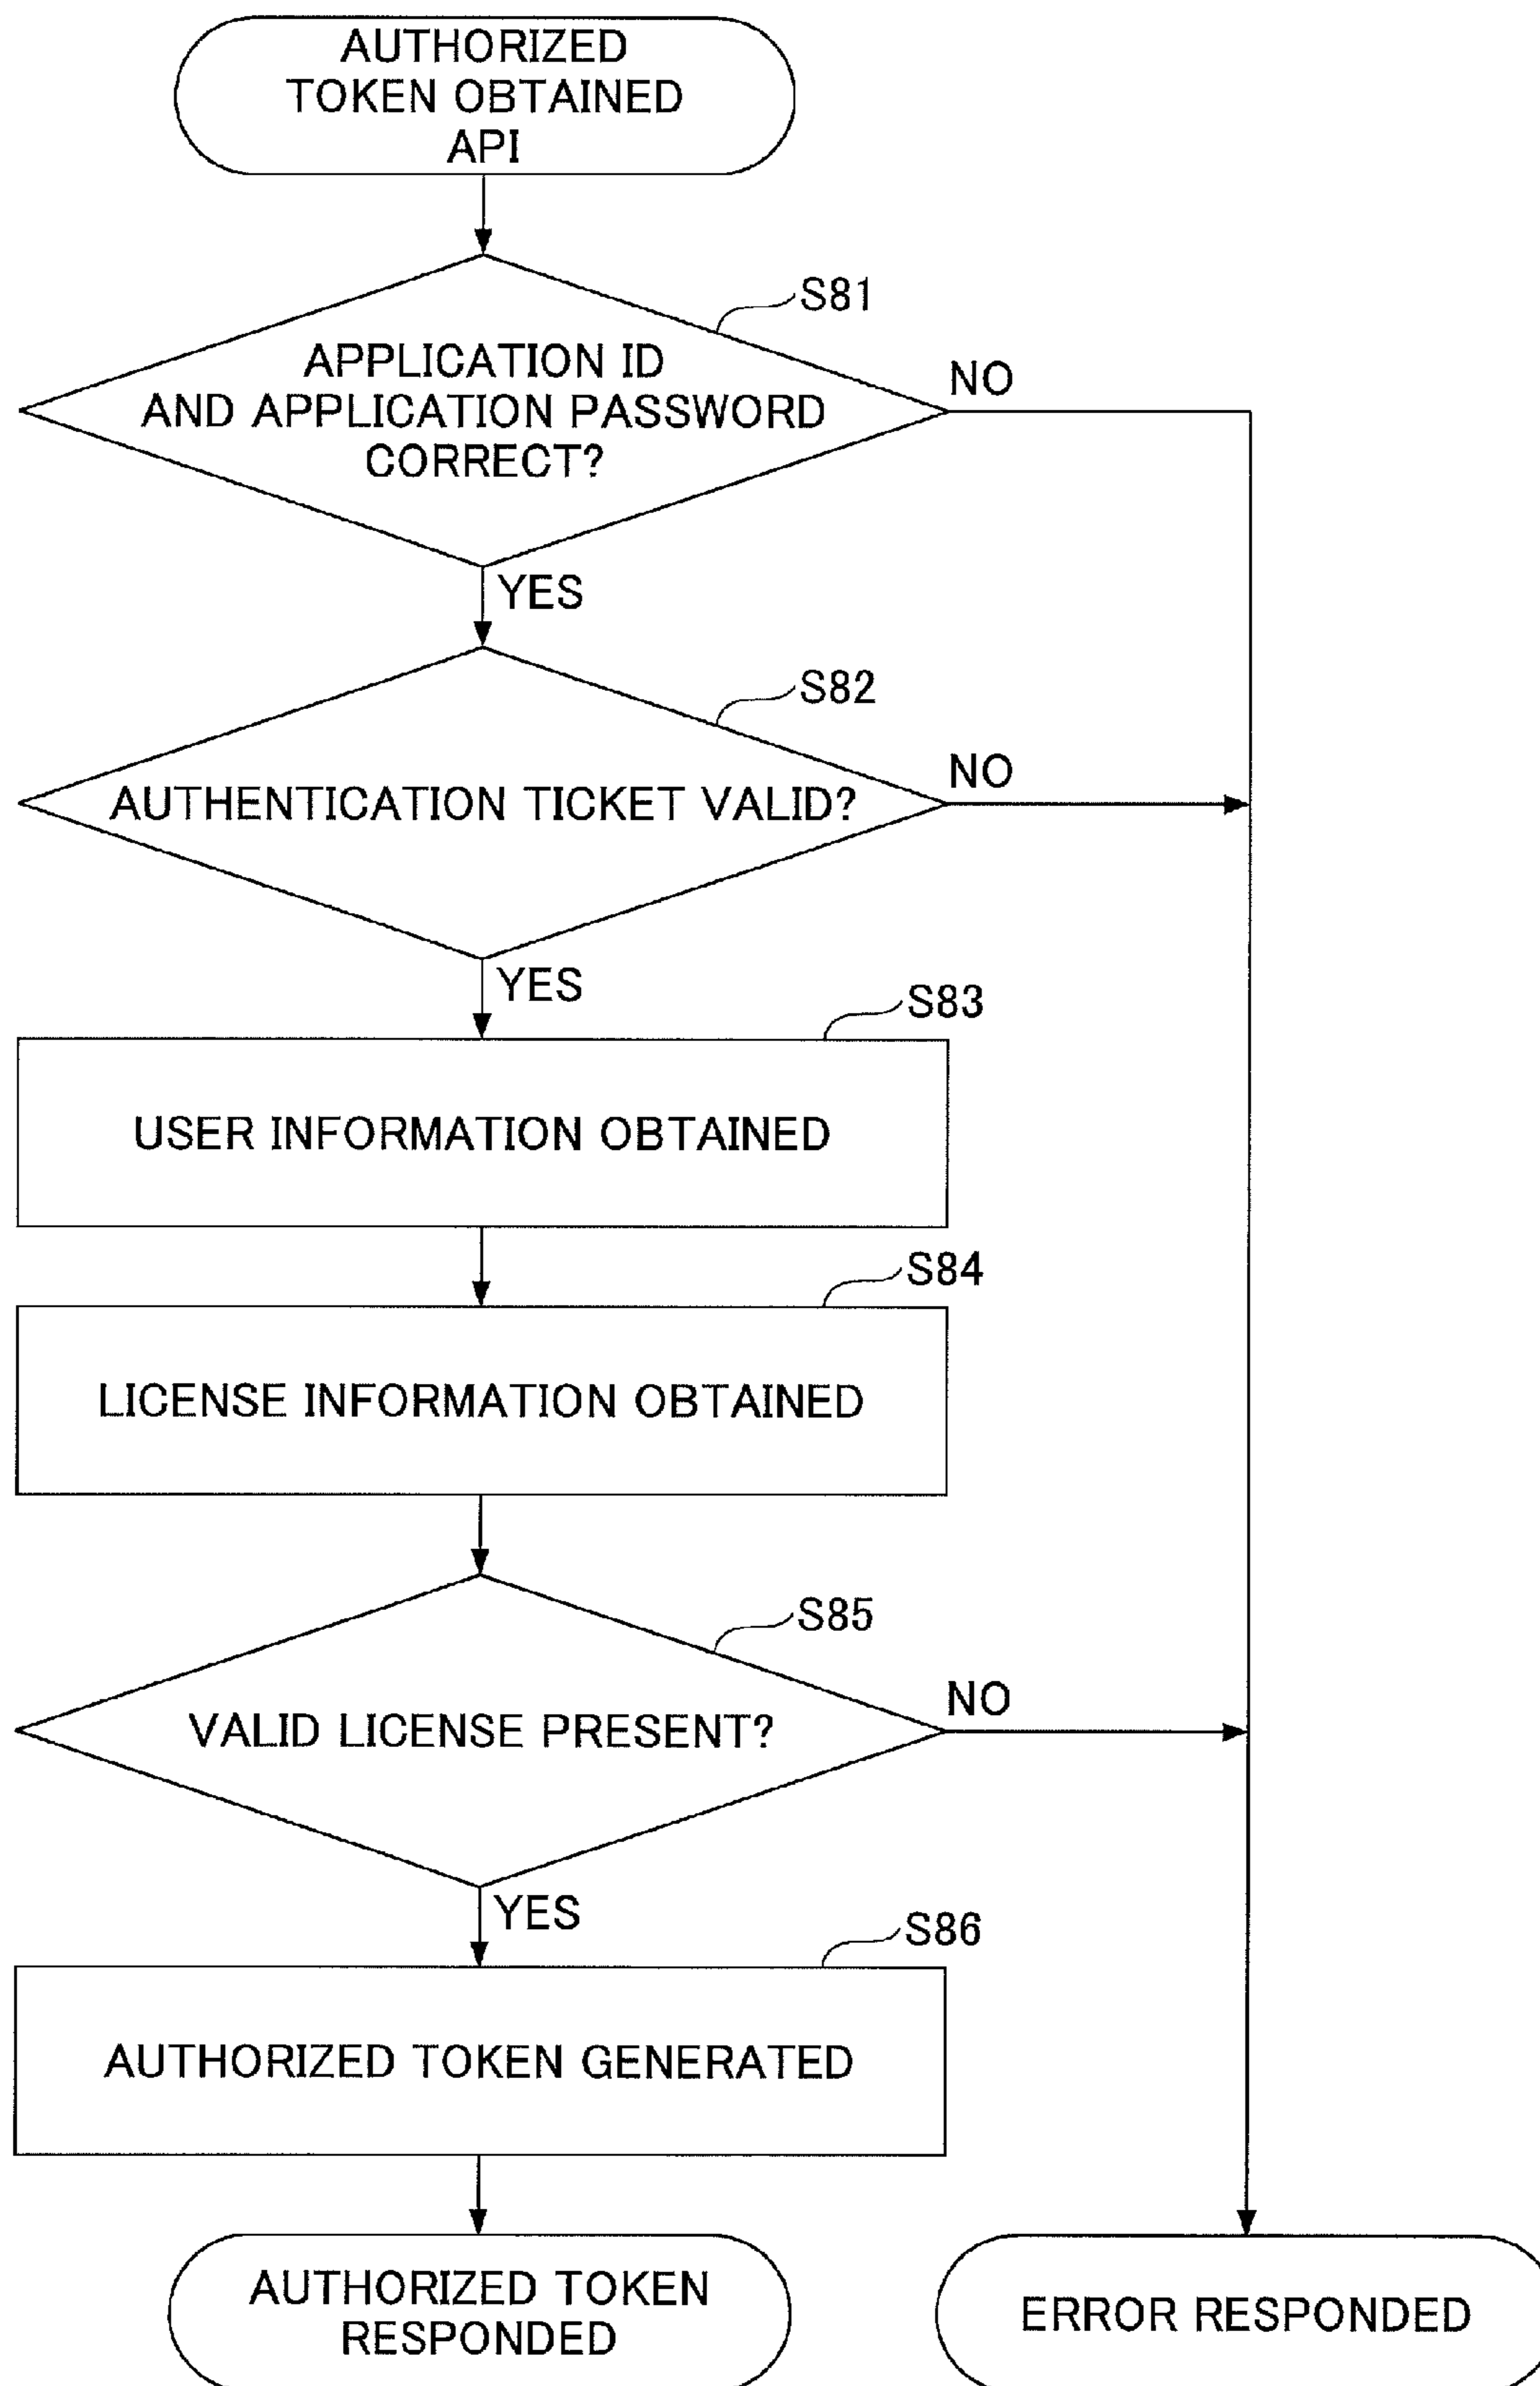 AUTHORIZED
TOKEN OBTAINED
API
S81
APPLICATION ID
AND APPLICATION PASSWORD
CORRECT?
NO
YES
S82
AUTHENTICATION TICKET VALID?
NO
YES
S83
USER INFORMATION OBTAINED
S84
LICENSE INFORMATION OBTAINED
S85
VALID LICENSE PRESENT?
NO
YES
S86
AUTHORIZED TOKEN GENERATED
AUTHORIZED TOKEN
RESPONDED
ERROR RESPONDED